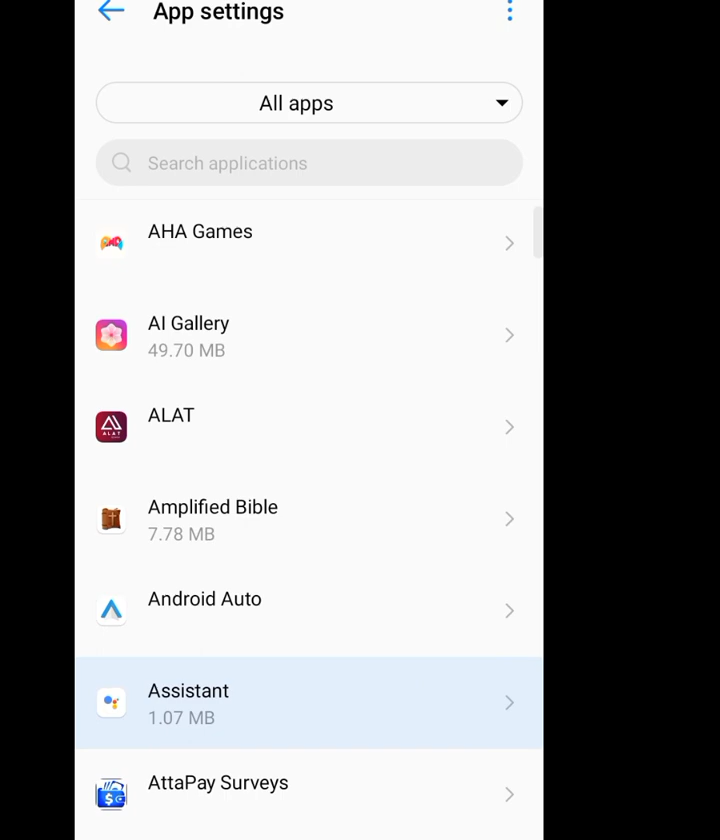 App settings
All apps
Search applications
AHA Games
AI Gallery
49.70 MB
ALAT
ALAT
Amplified Bible
7.78 MB
Android Auto
Assistant
1.07 MB
AttaPay Surveys